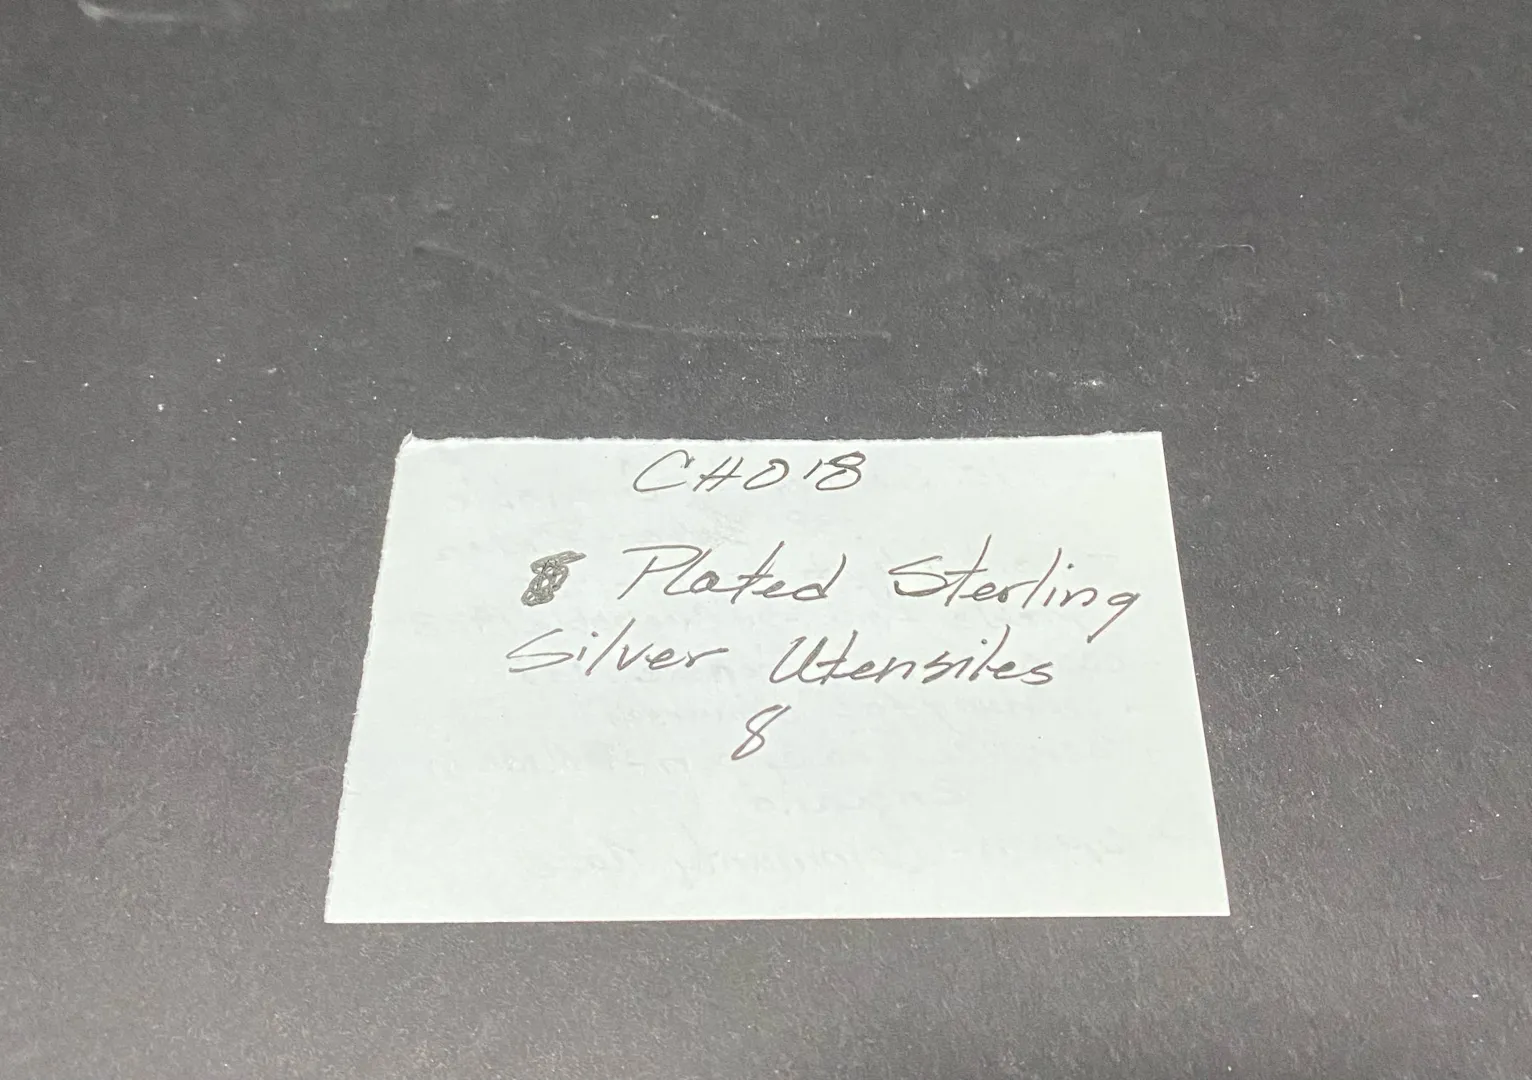 CH018
Plated Sterling
Silver Utensiles
8